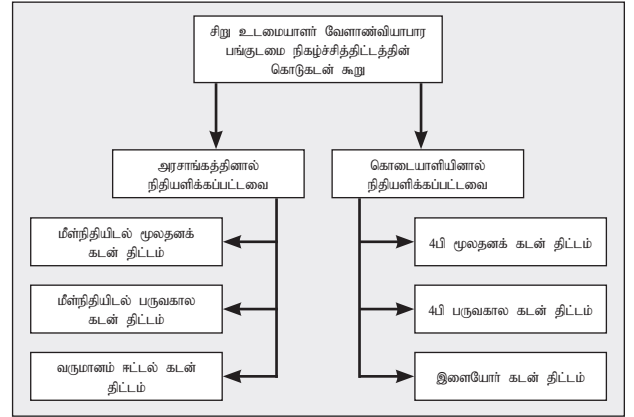 சிறு உடமையாளர் வேளாண்வியாபார
பங்குடமை நிகழ்ச்சித்திட்டத்தின்
கொடுகடன் கூறு
அரசாங்கத்தினால்
நிதியளிக்கப்பட்டவை
கொடையாளியினால்
நிதியளிக்கப்பட்டவை
மீள்நிதியிடல் மூலதனக்
கடன் திட்டம்
4பி மூலதனக் கடன் திட்டம்
மீள்நிதியிடல் பருவகால
கடன் திட்டம்
4பி பருவகால கடன் திட்டம்
வருமானம் ஈட்டல் கடன்
திட்டம்
இளையோர் கடன் திட்டம்